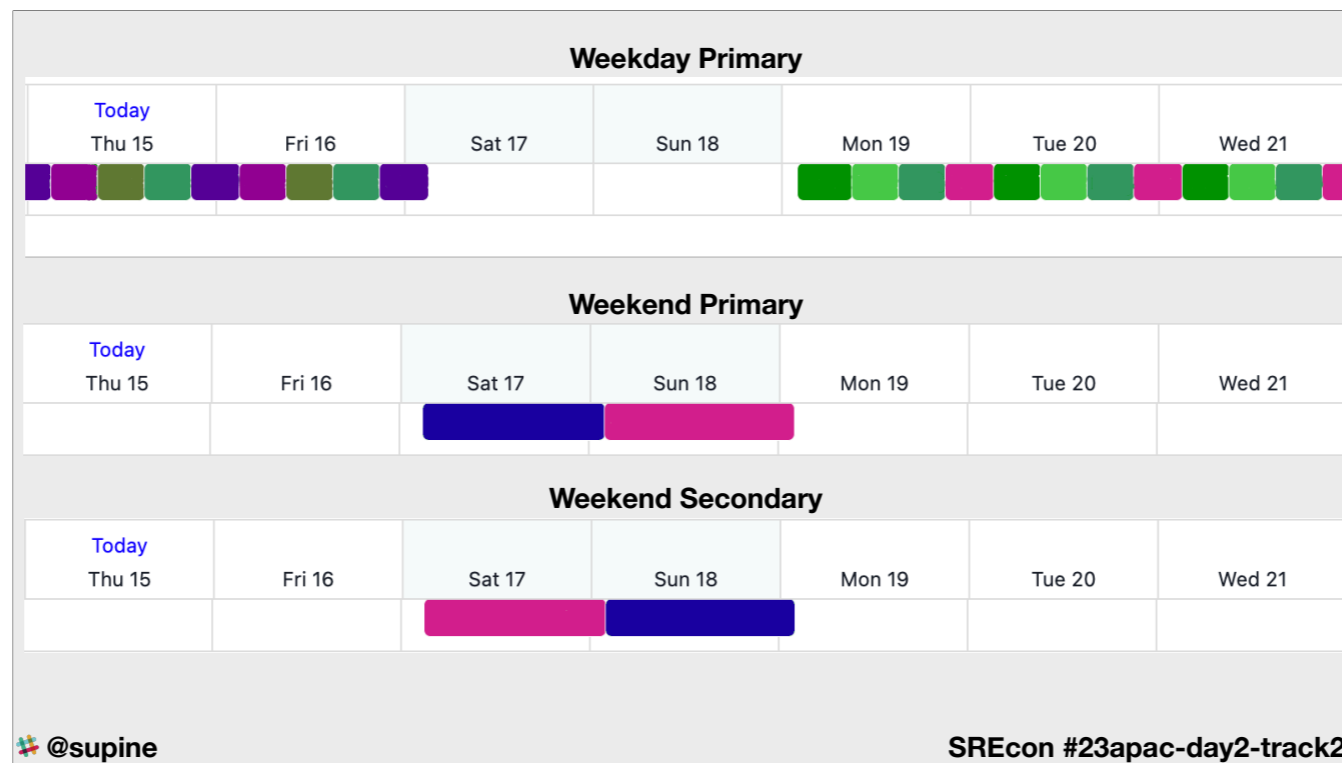 Weekday Primary
Today
Thu 15 Fri 16 Sat 17 Sun 18 Mon 19 Tue 20 Wed 21
Weekend Primary
Today
Thu 15 Fri 16 Sat 17 Sun 18 Mon 19 Tue 20 Wed 21
Weekend Secondary
Today
Thu 15 Fri 16 Sat 17 Sun 18 Mon 19 Tue 20 Wed 21
@supine SREcon #23apac-day2-track2